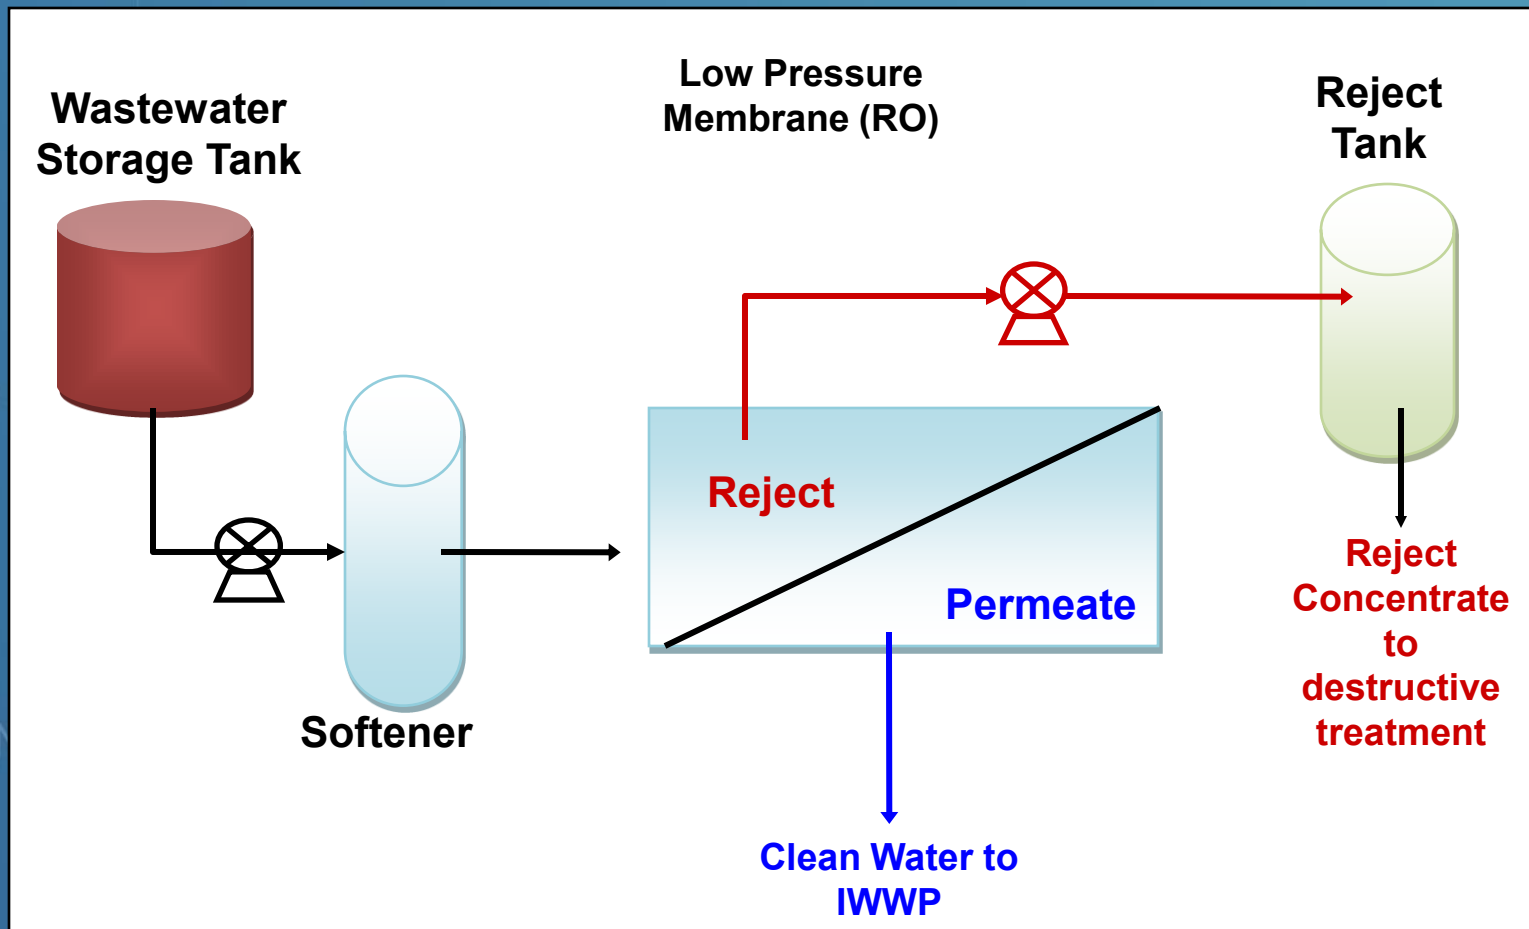 Low Pressure
Membrane (RO)
Wastewater
Storage Tank
Reject
Tank
Reject
Permeate
Softener
Reject
Concentrate
to
destructive
treatment
Clean Water to
IWWP